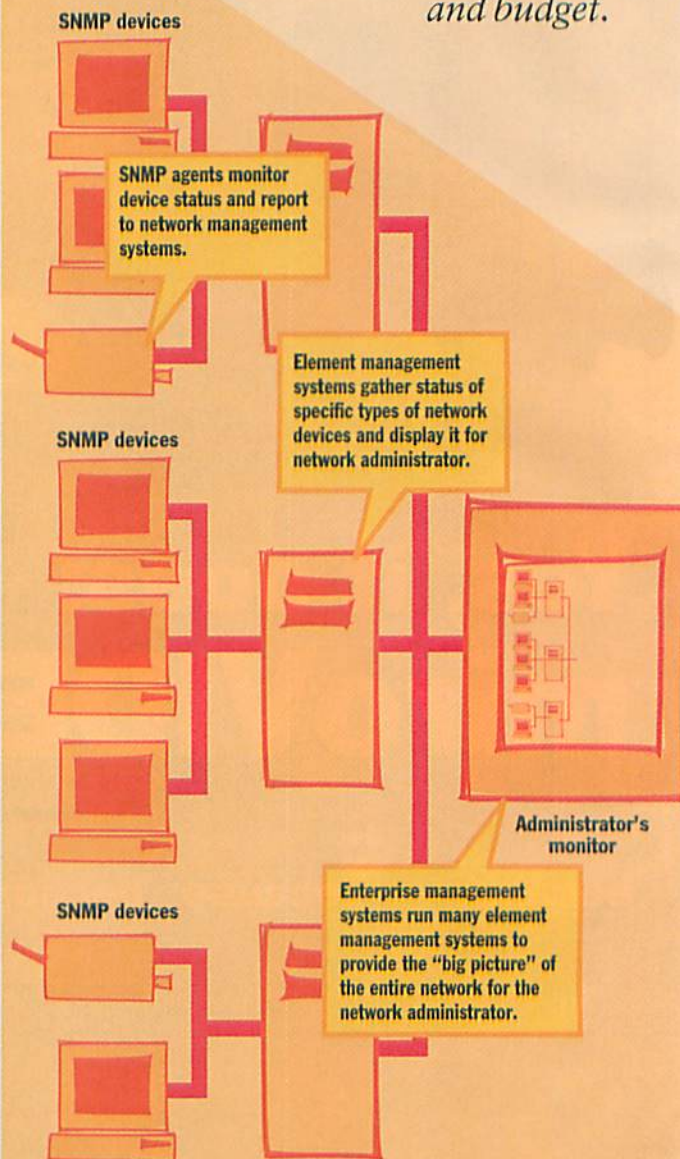 and budget.
SNMP devices
SNMP agents monitor
device status and report
to network management
systems.
Element management
systems gather status of
specific types of network
devices and display it for
network administrator.
SNMP devices
Administrator's
monitor
SNMP devices
Enterprise management
systems run many element
management systems to
provide the “big picture” of
the entire network for the
network administrator.